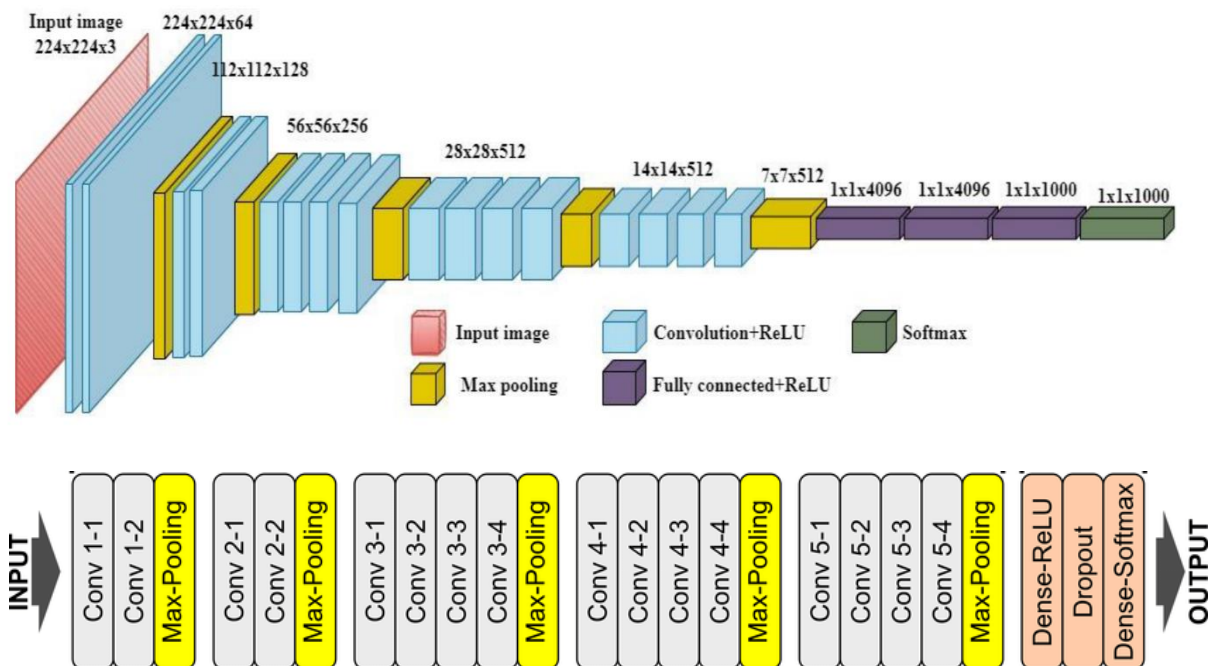 Input image
224x224x3
224x224x64
112x112x128
56x56x256
28x28x512
14x14x512
7x7x512
1x1x4096
1x1x4096
1x1x1000
1x1x1000
Input image
Convolution+ReLU
Softmax
Max pooling
Fully connected+ReLU
INPUT
Conv 1-1
Conv 1-2
Max-Pooling
Conv 2-1
Conv 2-2
Max-Pooling
Conv 3-1
Conv 3-2
Conv 3-3
Conv 3-4
Max-Pooling
Conv 4-1
Conv 4-2
Conv 4-3
Conv 4-4
Max-Pooling
Conv 5-1
Conv 5-2
Conv 5-3
Conv 5-4
Max-Pooling
Dense-ReLU
Dropout
Dense-Softmax
OUTPUT